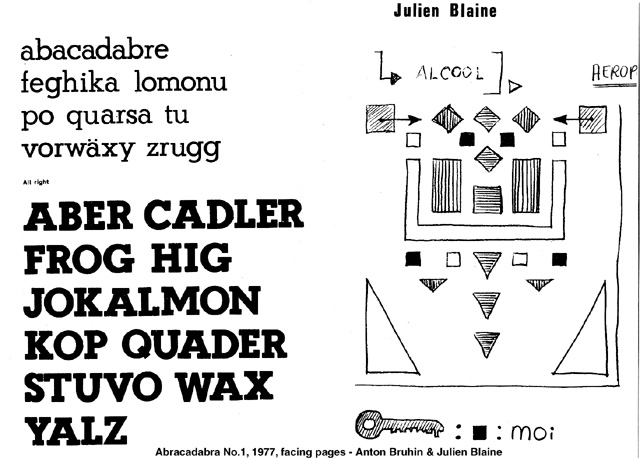 abacadabre
feghika lomonu
po quarsa tu
vorwäxy zrugg
All right
ABER CADLER
FROG HIG
JOKALMON
KOP QUADER
STUVO WAX
YALZ
Julien Blaine
ALCOOL
AEROP
: ■ : moi
Abracadabra No.1, 1977, facing pages - Anton Bruhin & Julien Blaine